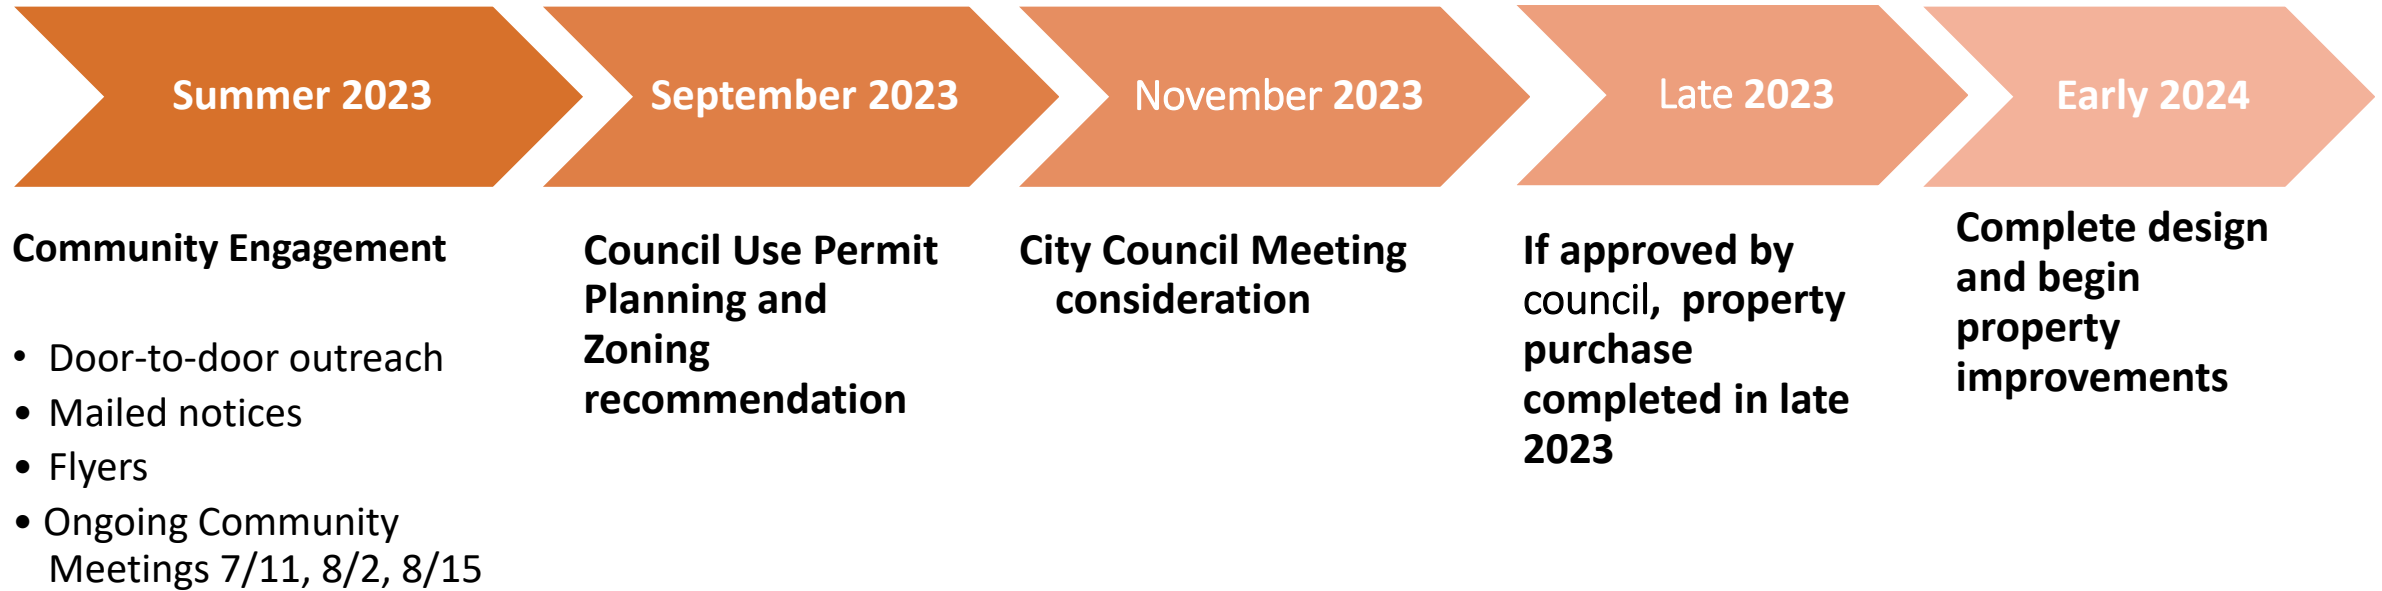 Summer 2023
September 2023
November 2023
Late 2023
Early 2024
Community Engagement
• Door-to-door outreach
• Mailed notices
• Flyers
• Ongoing Community
Meetings 7/11, 8/2, 8/15
Council Use Permit
Planning and
Zoning
recommendation
City Council Meeting
consideration
If approved by
council, property
purchase
completed in late
2023
Complete design
and begin
property
improvements